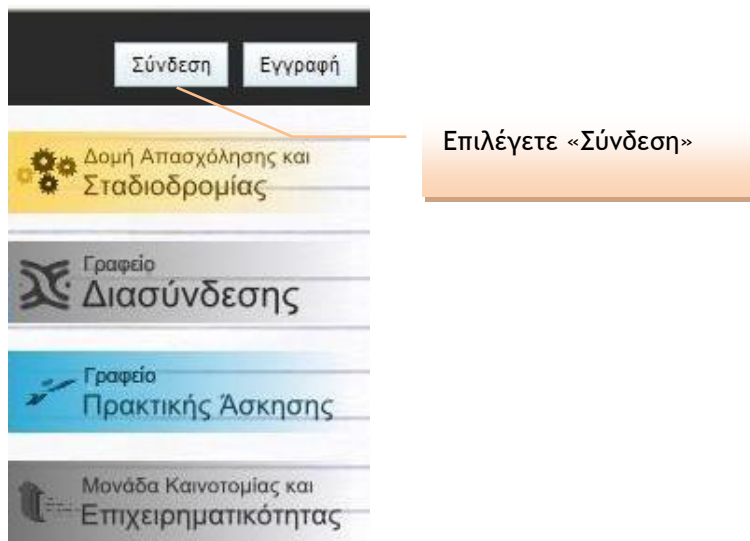 Σύνδεση Εγγραφή
Επιλέγετε «Σύνδεση»
Δομή Απασχόλησης και
Σταδιοδρομίας
Γραφείο
Διασύνδεσης
Γραφείο
Πρακτικής Άσκησης
Μονάδα Καινοτομίας και
Επιχειρηματικότητας